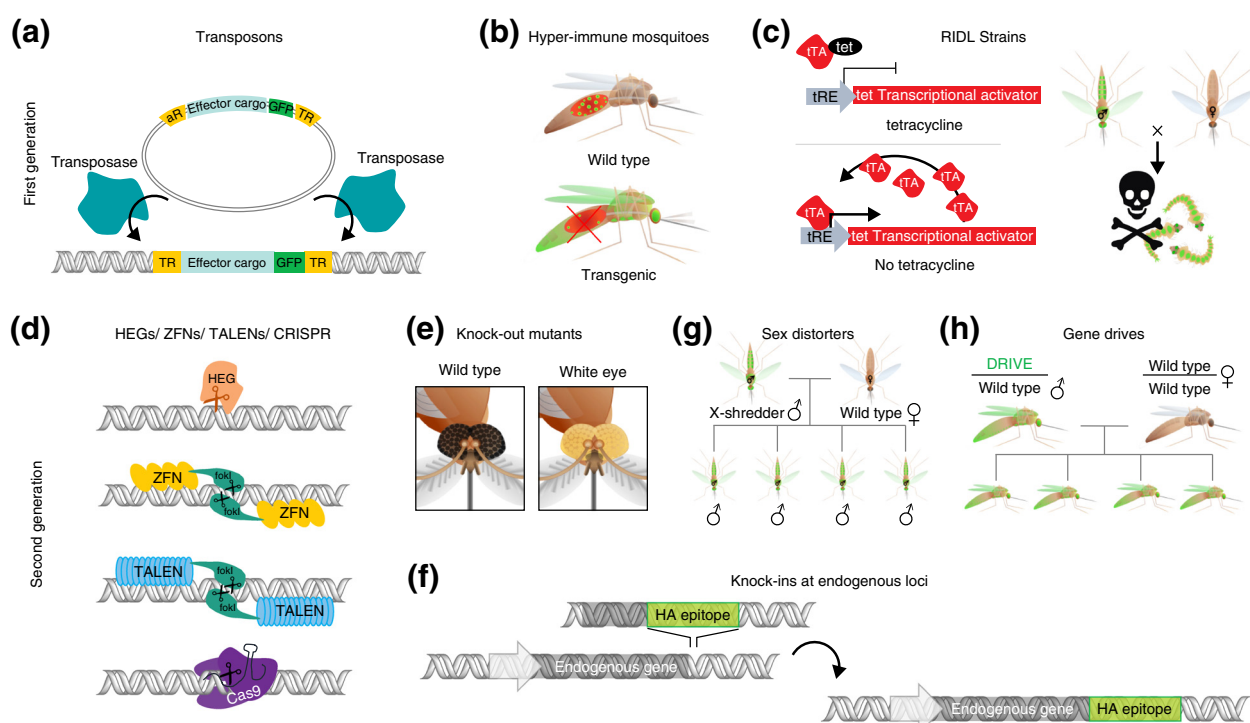 (a)
Transposons
aR Effector cargo GFP TR
Transposase
Transposase
TR Effector cargo GFP TR
First generation
(b)
Hyper-immune mosquitoes
Wild type
Transgenic
(c)
RIDL Strains
tTA tet
tRE tet Transcriptional activator
tetracycline
♂ ♀
×
tTA
tTA
tTA
tTA
tTA
tRE tet Transcriptional activator
No tetracycline
Second generation
(d)
HEGs/ ZFNs/ TALENs/ CRISPR
HEG
ZFN fokI
fokI ZFN
TALEN fokI
fokI TALEN
Cas9
(e)
Knock-out mutants
Wild type White eye
(g)
Sex distorters
♂ ♀
X-shredder ♂ Wild type ♀
♂ ♂ ♂ ♂
(h)
Gene drives
DRIVE
Wild type ♂
Wild type
Wild type ♀
(f)
Knock-ins at endogenous loci
HA epitope
Endogenous gene
Endogenous gene HA epitope